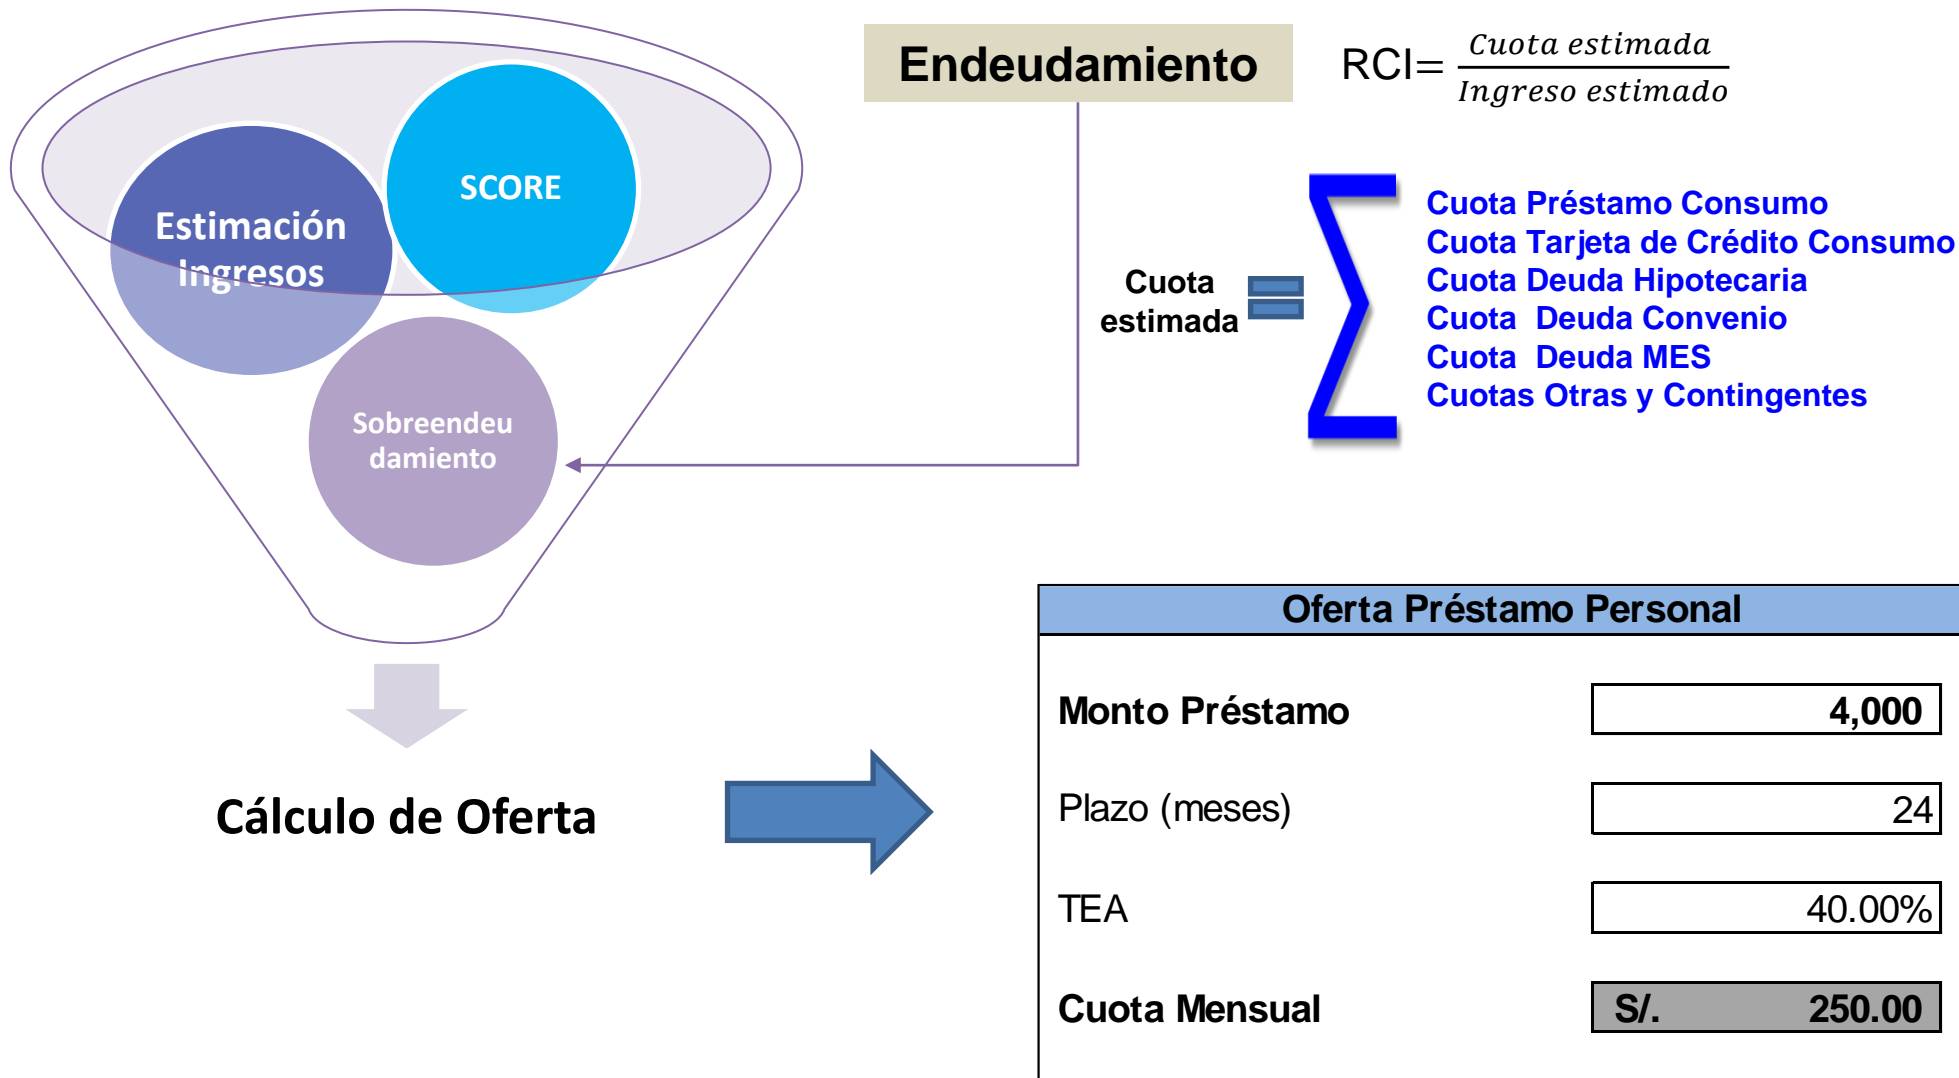 Estimación
Ingresos
SCORE
Sobreendeu
damiento
Cálculo de Oferta
Endeudamiento
RCI= Cuota estimada
Ingreso estimado
Cuota
estimada
Cuota Préstamo Consumo
Cuota Tarjeta de Crédito Consumo
Cuota Deuda Hipotecaria
Cuota Deuda Convenio
Cuota Deuda MES
Cuotas Otras y Contingentes
Oferta Préstamo Personal
Monto Préstamo 4,000
Plazo (meses) 24
TEA 40.00%
Cuota Mensual S/. 250.00